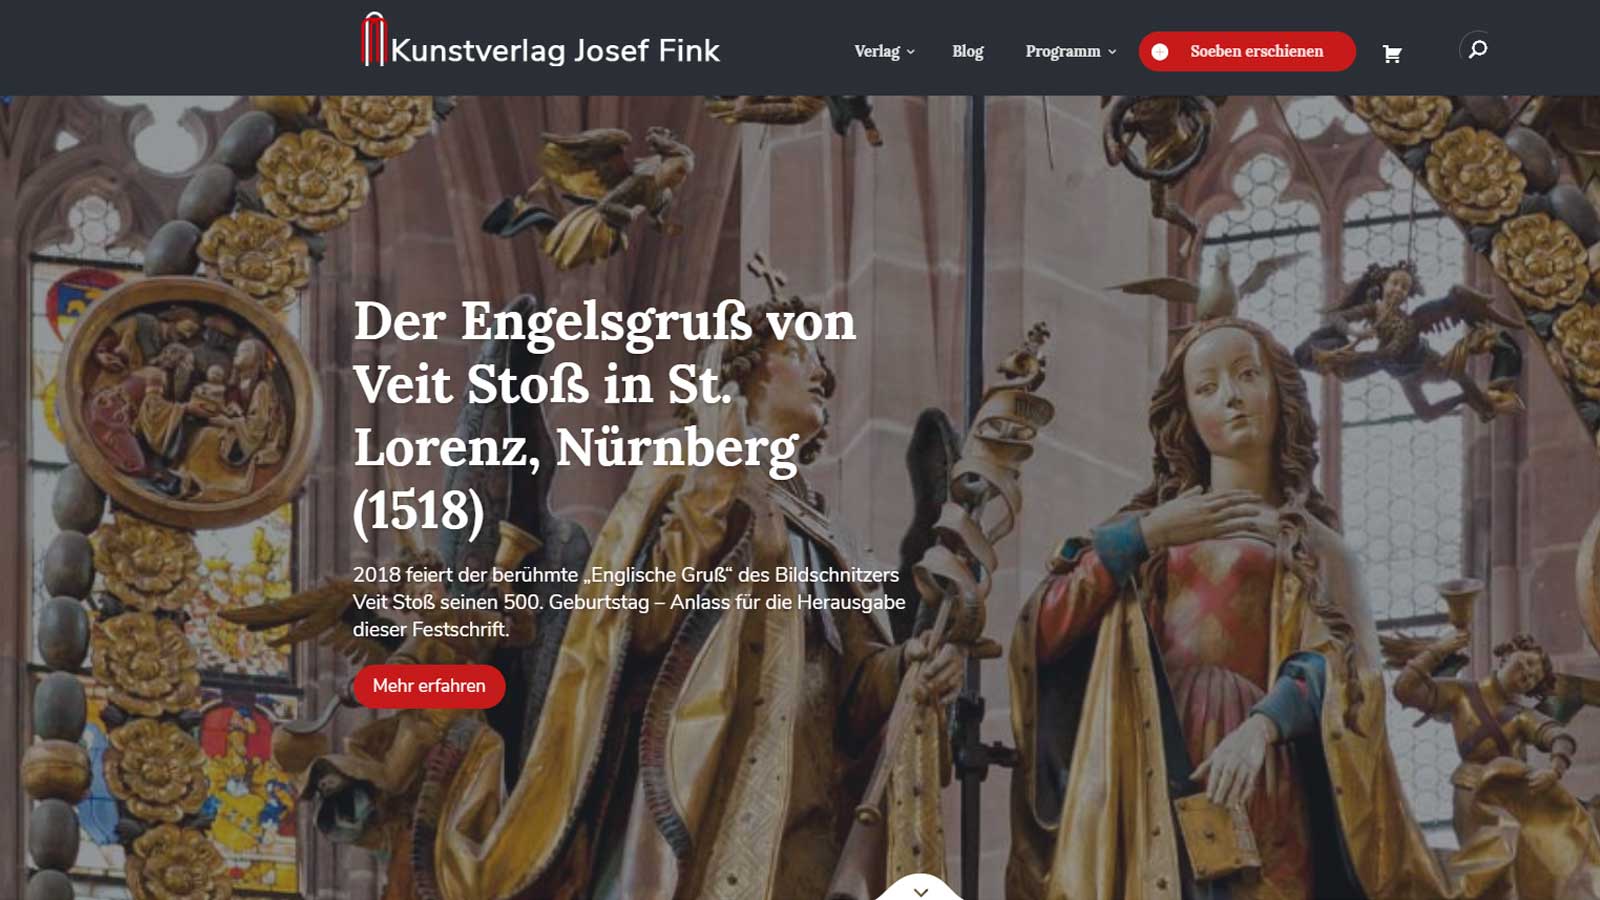 Kunstverlag Josef Fink
Verlag
Blog
Programm
Soeben erschienen
Der Engelsgruß von
Veit Stoß in St.
Lorenz, Nürnberg
(1518)
2018 feiert der berühmte „Englische Gruß“ des Bildschnitzers
Veit Stoß seinen 500. Geburtstag – Anlass für die Herausgabe
dieser Festschrift.
Mehr erfahren